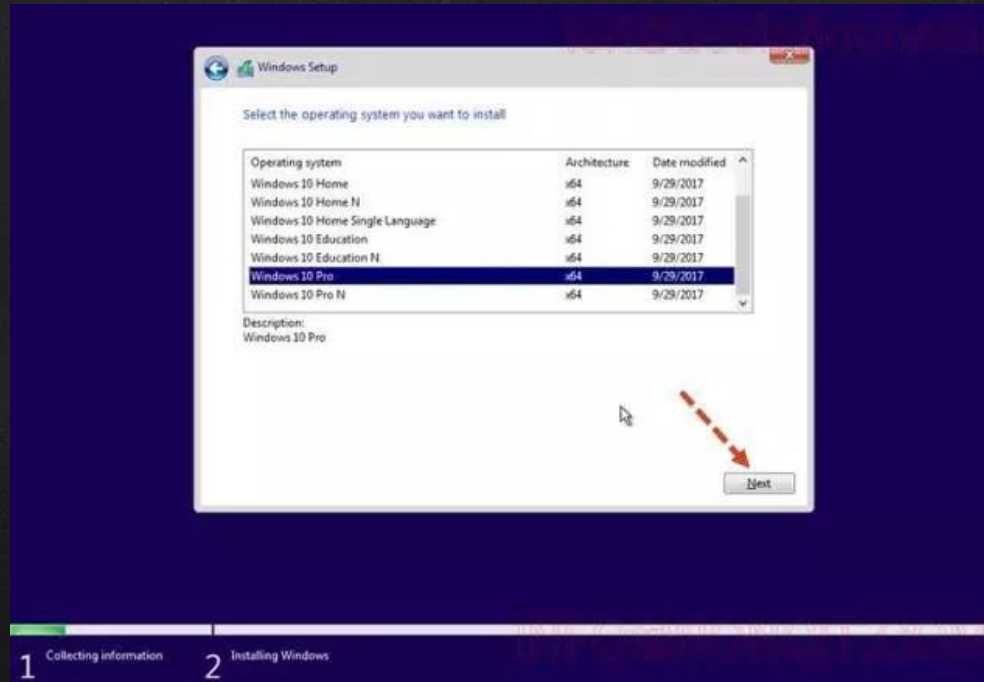 Windows Setup
Select the operating system you want to install
Operating system Architecture Date modified
Windows 10 Home x64 9/29/2017
Windows 10 Home N x64 9/29/2017
Windows 10 Home Single Language x64 9/29/2017
Windows 10 Education x64 9/29/2017
Windows 10 Education N x64 9/29/2017
Windows 10 Pro x64 9/29/2017
Windows 10 Pro N x64 9/29/2017
Description:
Windows 10 Pro
Next
1 Collecting information 2 Installing Windows